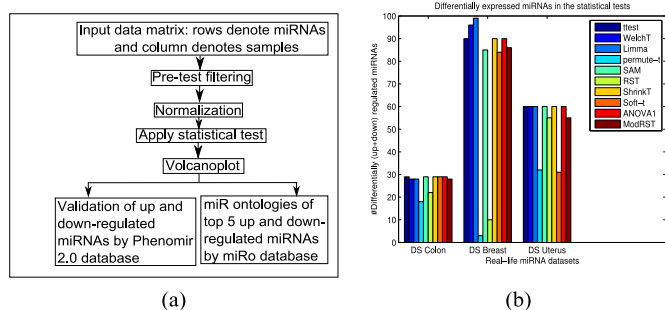 Input data matrix: rows denote miRNAs
and column denotes samples
Pre-test filtering
Normalization
Apply statistical test
Volcanoplot
Validation of up and
down-regulated
miRNAs by Phenomir
2.0 database
miR ontologies of
top 5 up and down-
regulated miRNAs
by miRo database
(a)
Differentially expressed miRNAs in the statistical tests
#Differentially (up+down) regulated miRNAs
100
90
80
70
60
50
40
30
20
10
0
DS Colon
DS Breast
DS Uterus
Real-life miRNA datasets
ttest
WelchT
Limma
permute-t
SAM
RST
ShrinkT
Soft-t
ANOVA1
ModRST
(b)